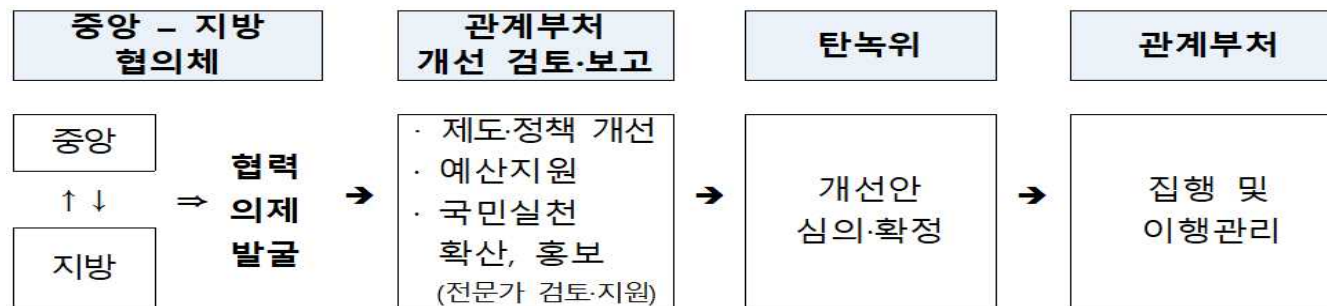 중앙 – 지방
협의체
관계부처
개선 검토·보고
탄녹위
관계부처
중앙
↑ ↓
지방
⇒
협력
의제
발굴
➔
· 제도·정책 개선
· 예산지원
· 국민실천
확산, 홍보
(전문가 검토·지원)
➔
개선안
심의·확정
➔
집행 및
이행관리